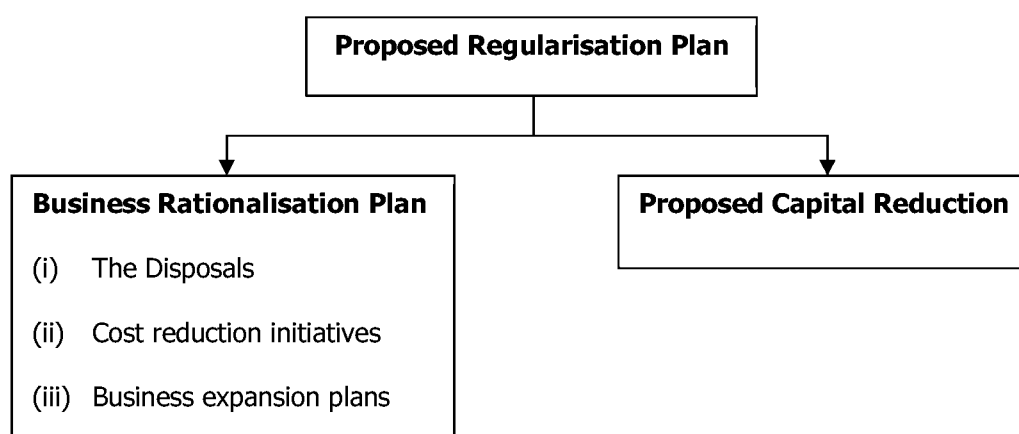 Proposed Regularisation Plan
Business Rationalisation Plan
(i) The Disposals
(ii) Cost reduction initiatives
(iii) Business expansion plans
Proposed Capital Reduction